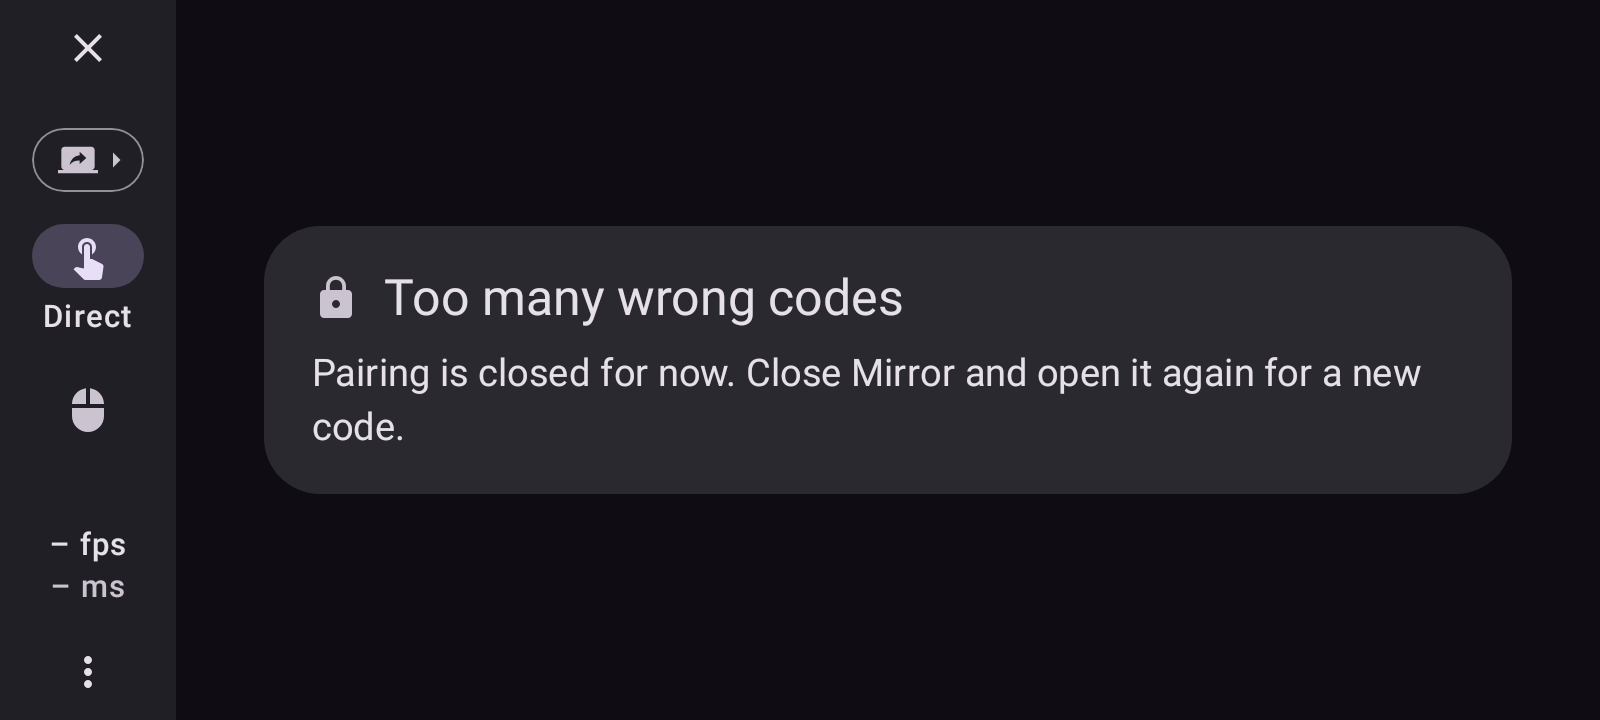 Direct
– fps
– ms
Too many wrong codes
Pairing is closed for now. Close Mirror and open it again for a new
code.